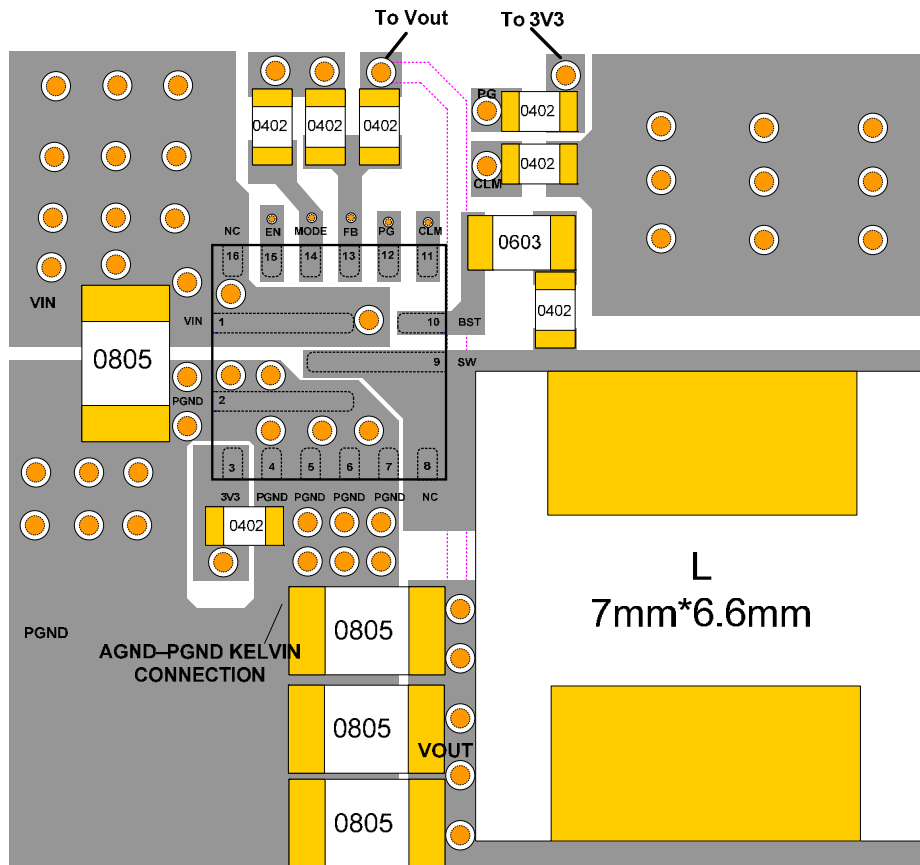 To Vout
To 3V3
PG
0402
0402
0402
0402
0402
CLM
NC
EN
MODE
FB
PG
CLM
0603
16
15
14
13
12
11
VIN
VIN
1
10
BST
0402
0805
9
SW
PGND
2
3
4
5
6
7
8
3V3
PGND
PGND
PGND
PGND
NC
0402
L
7mm*6.6mm
PGND
0805
AGND–PGND KELVIN
CONNECTION
0805
VOUT
0805